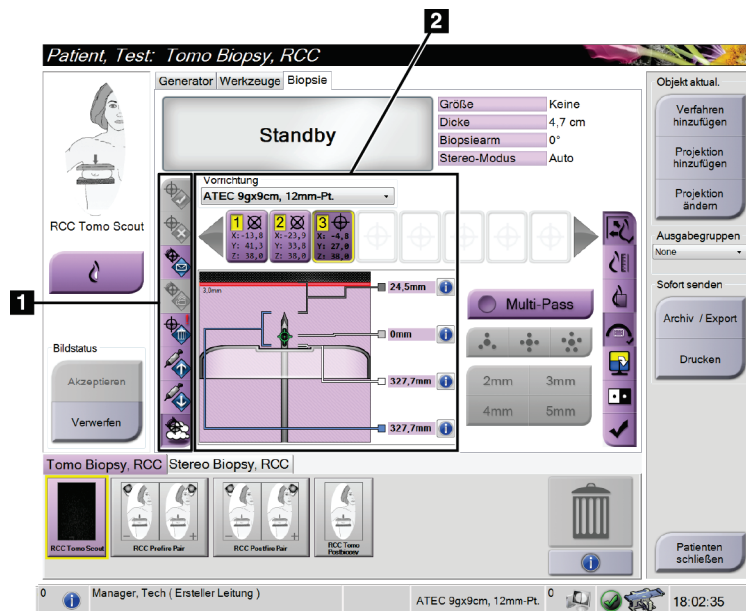 2
Patient, Test: Tomo Biopsy, RCC
Generator Werkzeuge Biopsie
Standby
Größe Keine
Dicke 4,7 cm
Biopsiearm 0°
Stereo-Modus Auto
Objekt aktual.
Verfahren
hinzufügen
Projektion
hinzufügen
Projektion
ändern
Ausgabegruppen
None
Sofort senden
Archiv / Export
Drucken
Patienten
schließen
RCC Tomo Scout
1
Bildstatus
Akzeptieren
Verwerfen
Vorrichtung
ATEC 9gx9cm, 12mm-Pt.
1
X:-13,8
Y: 41,3
Z: 38,0
2
X:-23,9
Y: 33,8
Z: 38,0
3
X: -4,8
Y: 27,0
Z: 38,0
3,0mm
24,5mm
0mm
327,7mm
327,7mm
Multi-Pass
2mm 3mm
4mm 5mm
Tomo Biopsy, RCC Stereo Biopsy, RCC
RCC Tomo Scout
RCC Prefire Pair
RCC Postfire Pair
RCC Tomo
Postbiopsy
0 Manager, Tech ( Ersteller Leitung ) ATEC 9gx9cm, 12mm-Pt. 0 18:02:35